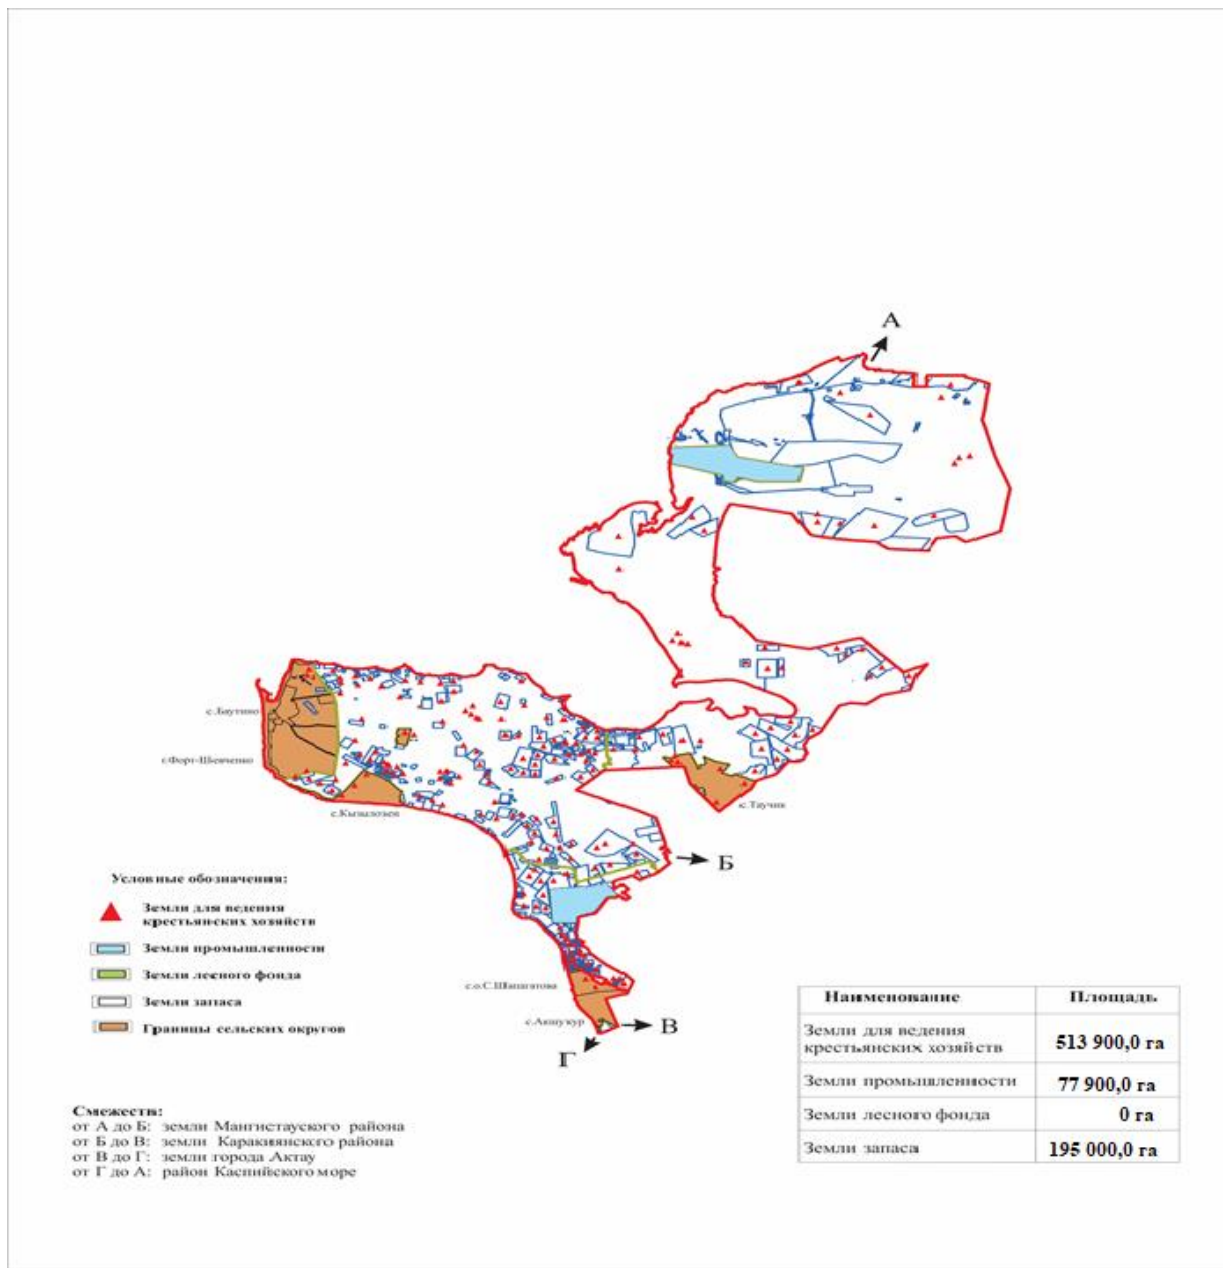 А
с.Баутино
г.Форт-Шевченко
с.Кызылозен
с.Таучик
Б
с.о.С.Шапагатова
с.Акшукур
В
Г
Условные обозначения:
Земли для ведения
крестьянских хозяйств
Земли промышленности
Земли лесного фонда
Земли запаса
Границы сельских округов
Смежеств:
от А до Б: земли Мангистауского района
от Б до В: земли Каракиянского района
от В до Г: земли города Актау
от Г до А: район Каспийского море
Наименование Площадь
Земли для ведения
крестьянских хозяйств 513 900,0 га
Земли промышленности 77 900,0 га
Земли лесного фонда 0 га
Земли запаса 195 000,0 га